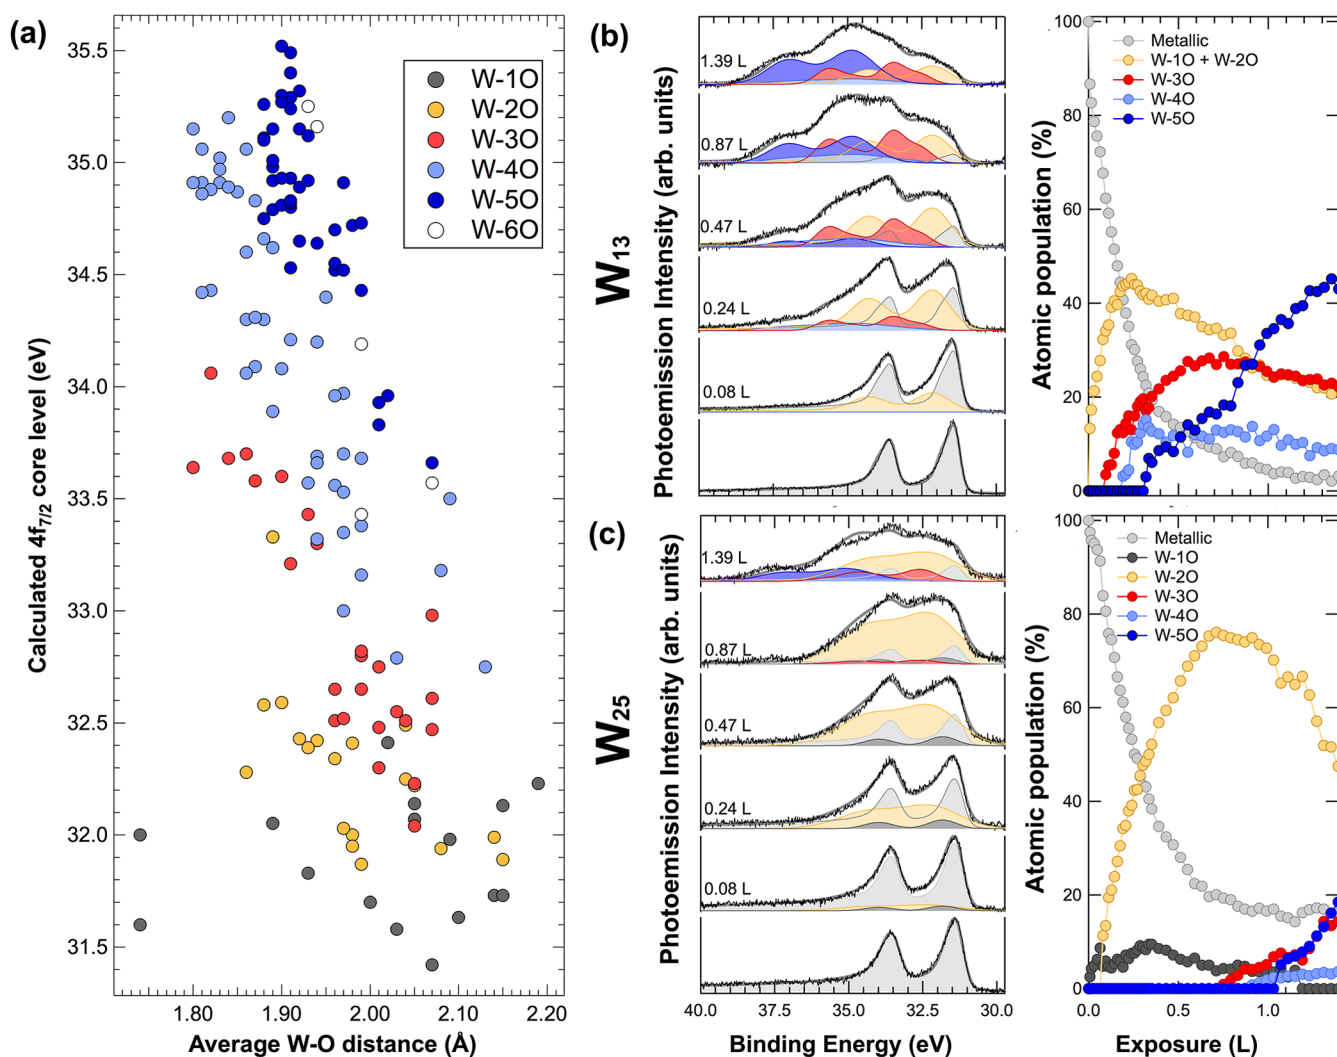 (a)
35.5
35.0
34.5
34.0
33.5
33.0
32.5
32.0
31.5
Calculated 4f7/2 core level (eV)
1.80
1.90
2.00
2.10
2.20
Average W-O distance (Å)
W-1O
W-2O
W-3O
W-4O
W-5O
W-6O
(b)
W13
Photoemission Intensity (arb. units)
1.39 L
0.87 L
0.47 L
0.24 L
0.08 L
Atomic population (%)
100
80
60
40
20
0
Metallic
W-1O + W-2O
W-3O
W-4O
W-5O
(c)
W25
Photoemission Intensity (arb. units)
1.39 L
0.87 L
0.47 L
0.24 L
0.08 L
40.0
37.5
35.0
32.5
30.0
Binding Energy (eV)
Atomic population (%)
100
80
60
40
20
0
Metallic
W-1O
W-2O
W-3O
W-4O
W-5O
0.0
0.5
1.0
Exposure (L)